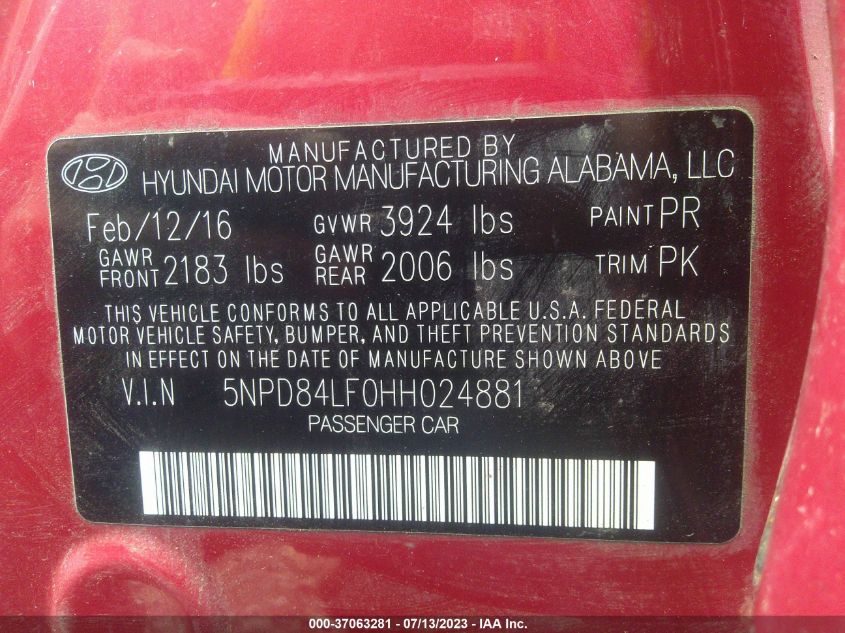 MANUFACTURED BY
HYUNDAI MOTOR MANUFACTURING ALABAMA, LLC
Feb/12/16 GVWR 3924 lbs PAINT PR
GAWR FRONT 2183 lbs GAWR REAR 2006 lbs TRIM PK
THIS VEHICLE CONFORMS TO ALL APPLICABLE U.S.A. FEDERAL
MOTOR VEHICLE SAFETY, BUMPER, AND THEFT PREVENTION STANDARDS
IN EFFECT ON THE DATE OF MANUFACTURE SHOWN ABOVE
V.I.N 5NPD84LF0HH024881
PASSENGER CAR
000-37063281 - 07/13/2023 - IAA Inc.